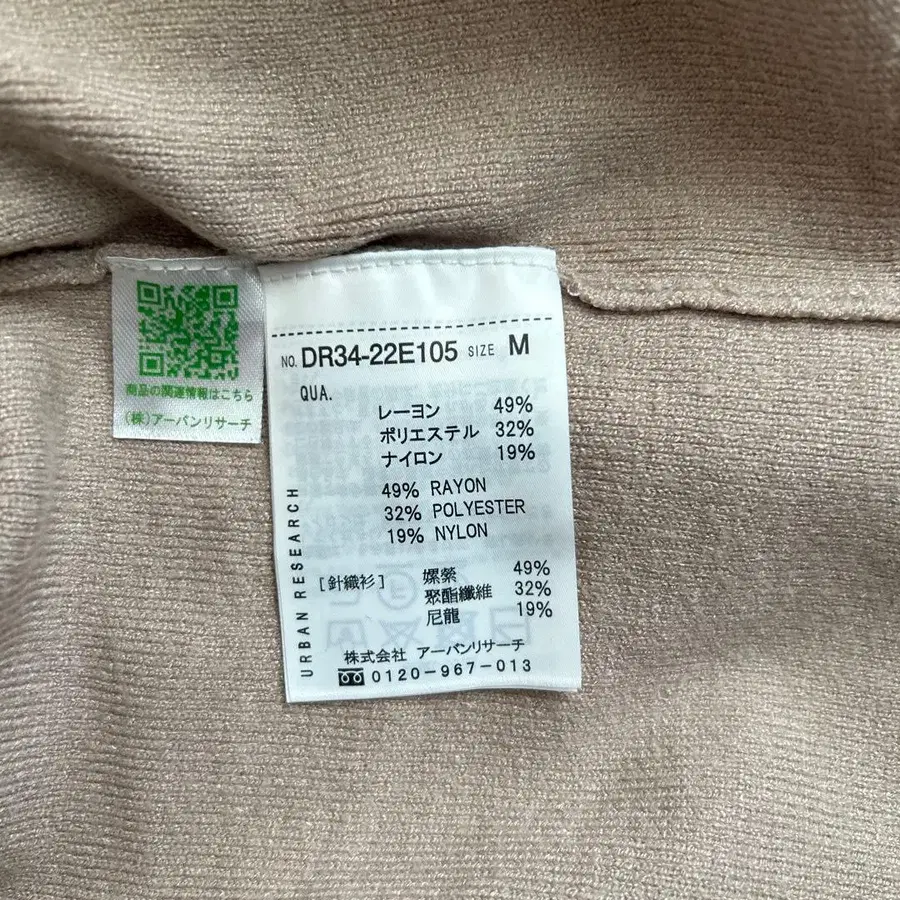 商品の関連情報はこちら
(株)アーバンリサーチ
NO. DR34-22E105 SIZE M
QUA.
レーヨン 49%
ポリエステル 32%
ナイロン 19%
49% RAYON
32% POLYESTER
19% NYLON
[針織衫] 嫘縈 49%
聚酯纖維 32%
尼龍 19%
URBAN RESEARCH
株式会社 アーバンリサーチ
0120-967-013